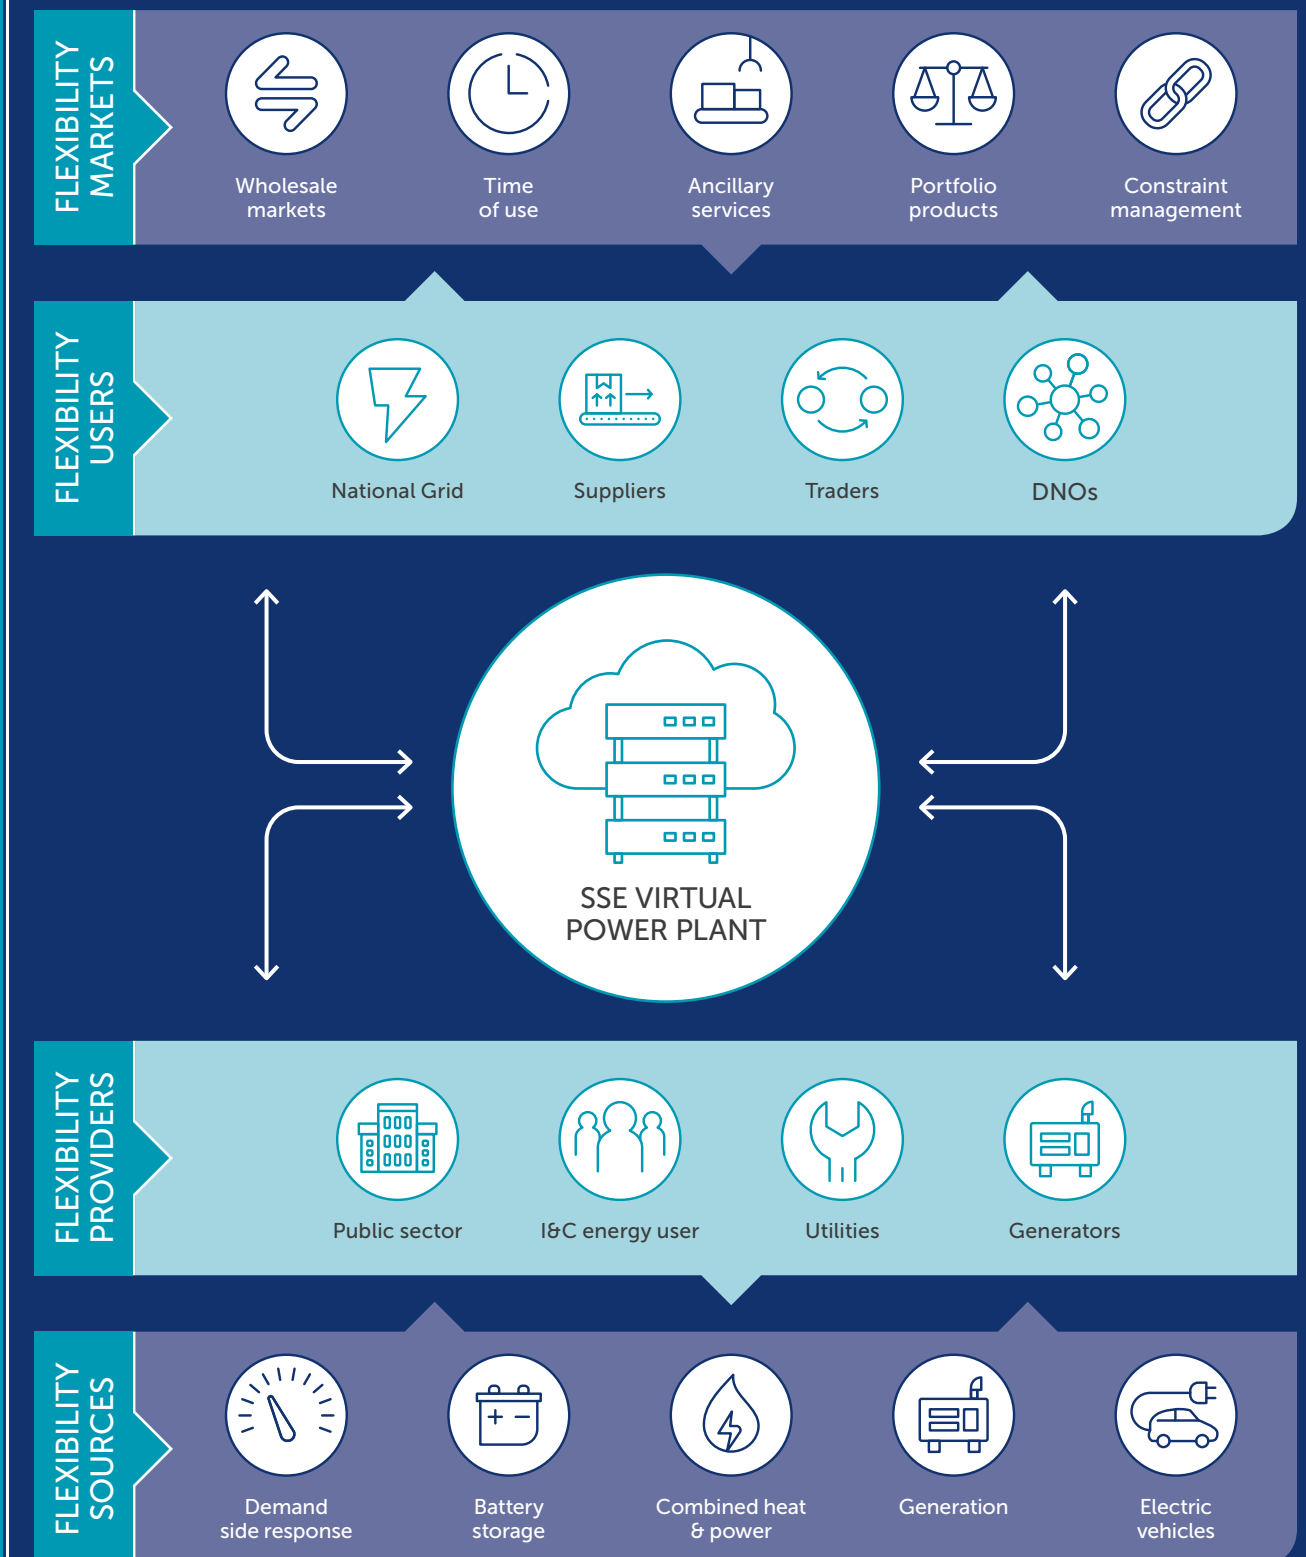 FLEXIBILITY
MARKETS
Wholesale
markets
Time
of use
Ancillary
services
Portfolio
products
Constraint
management
FLEXIBILITY
USERS
National Grid
Suppliers
Traders
DNOs
SSE VIRTUAL
POWER PLANT
FLEXIBILITY
PROVIDERS
Public sector
I&C energy user
Utilities
Generators
FLEXIBILITY
SOURCES
Demand
side response
Battery
storage
Combined heat
& power
Generation
Electric
vehicles